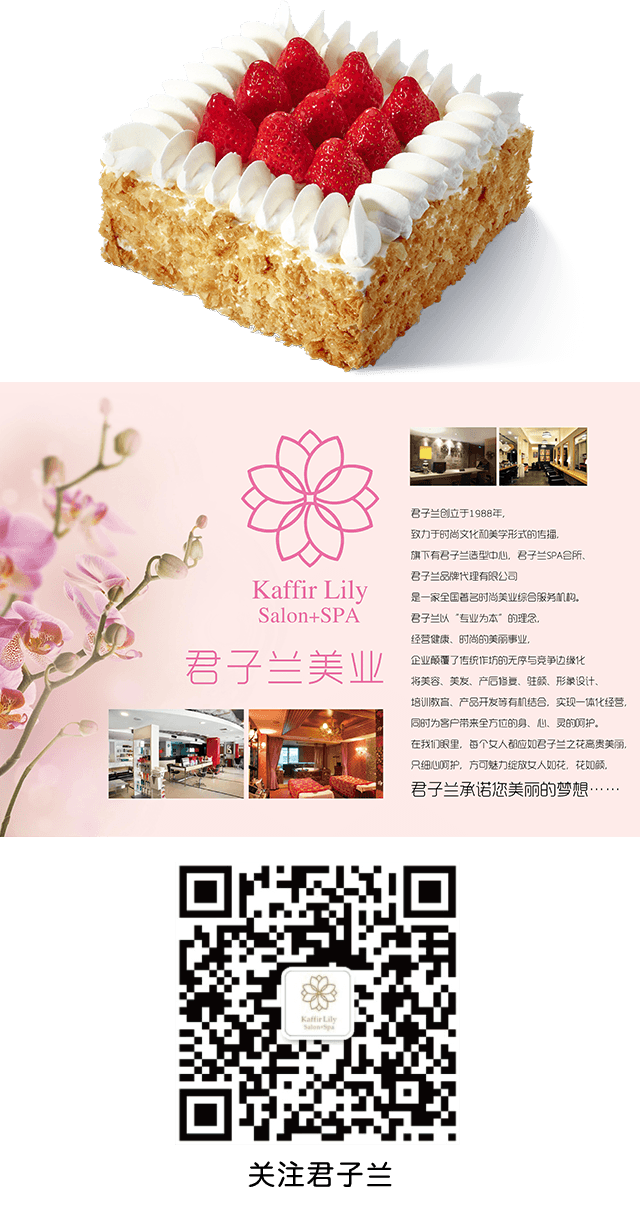 Kaffir Lily
Salon+SPA
君子兰美业
君子兰创立于1988年,
致力于时尚文化和美学形式的传播,
旗下有君子兰造型中心、君子兰SPA会所、
君子兰品牌代理有限公司
是一家全国著名时尚美业综合服务机构。
君子兰以“专业为本”的理念,
经营健康、时尚的美丽事业,
企业颠覆了传统作坊的无序与竞争边缘化
将美容、美发、产后修复、驻颜、形象设计、
培训教育、产品开发等有机结合,实现一体化经营,
同时为客户带来全方位的身、心、灵的呵护。
在我们眼里,每个女人都应如君子兰之花高贵美丽,
只细心呵护,方可魅力绽放女人如花,花如颜,
君子兰承诺您美丽的梦想……
Kaffir Lily
Salon+Spa
关注君子兰